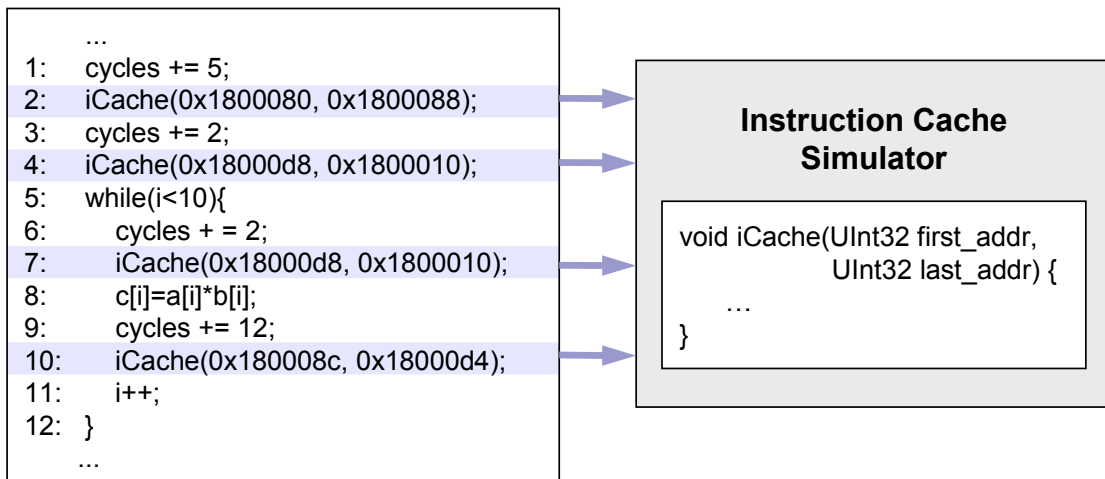 ...
1: cycles += 5;
2: iCache(0x1800080, 0x1800088);
3: cycles += 2;
4: iCache(0x18000d8, 0x1800010);
5: while(i<10){
6: cycles + = 2;
7: iCache(0x18000d8, 0x1800010);
8: c[i]=a[i]*b[i];
9: cycles += 12;
10: iCache(0x180008c, 0x18000d4);
11: i++;
12: }
...
Instruction Cache
Simulator
void iCache(UInt32 first_addr,
UInt32 last_addr) {
…
}